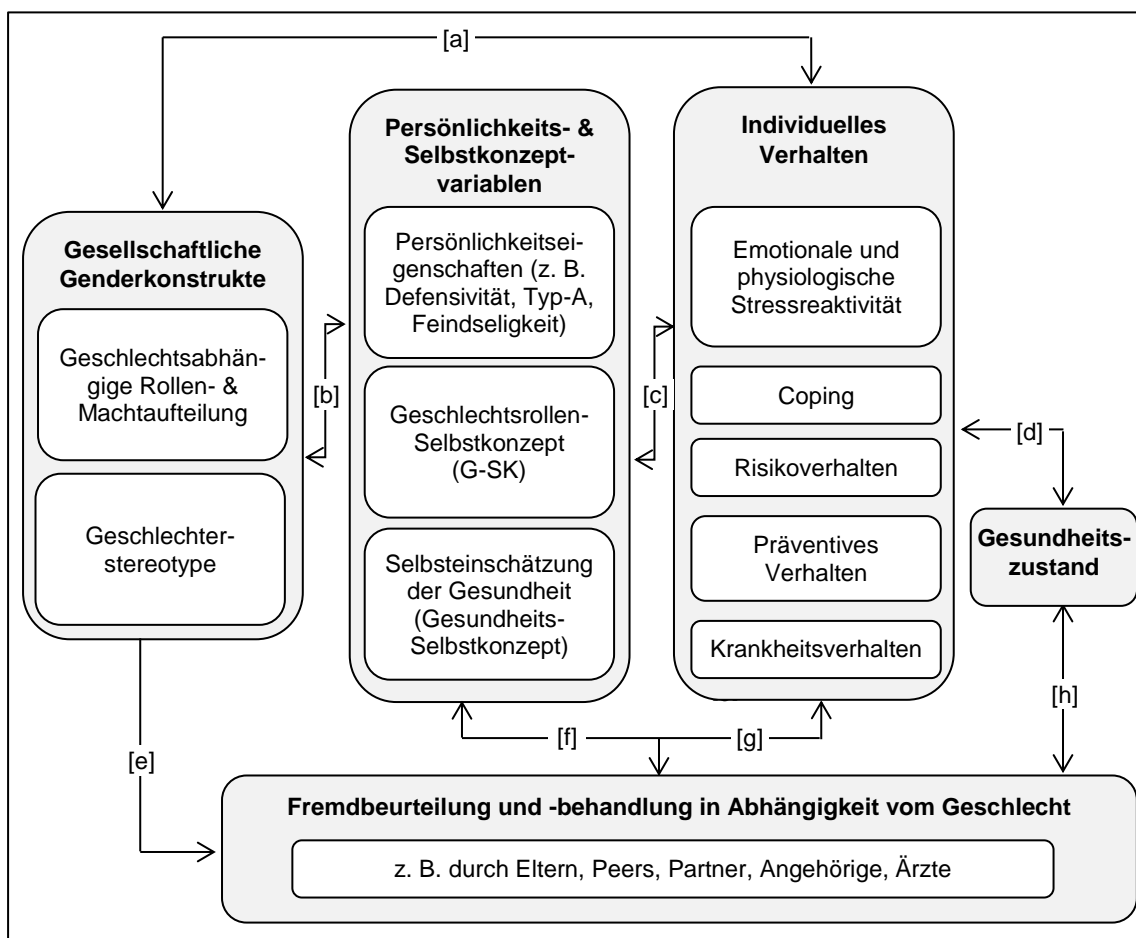 [a]
Gesellschaftliche
Genderkonstrukte
Geschlechtsabhän-
gige Rollen- &
Machtaufteilung
Geschlechter-
stereotype
[b]
Persönlichkeits- &
Selbstkonzept-
variablen
Persönlichkeitsei-
genschaften (z. B.
Defensivität, Typ-A,
Feindseligkeit)
Geschlechtsrollen-
Selbstkonzept
(G-SK)
Selbsteinschätzung
der Gesundheit
(Gesundheits-
Selbstkonzept)
[c]
Individuelles
Verhalten
Emotionale und
physiologische
Stressreaktivität
Coping
Risikoverhalten
Präventives
Verhalten
Krankheitsverhalten
[d]
Gesundheits-
zustand
[e]
[f]
[g]
[h]
Fremdbeurteilung und -behandlung in Abhängigkeit vom Geschlecht
z. B. durch Eltern, Peers, Partner, Angehörige, Ärzte